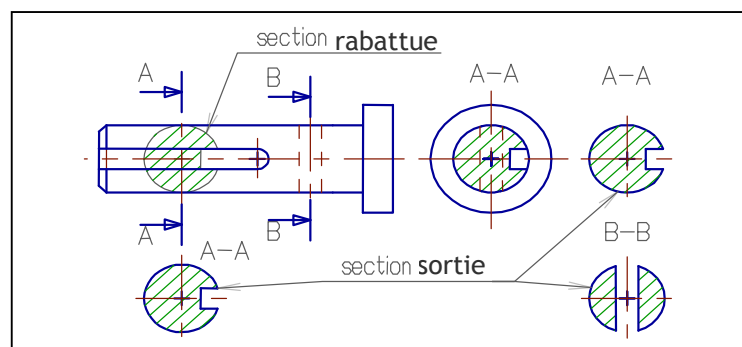 section rabattue
A
B
A-A
A-A
A
B
A-A
B-B
section sortie